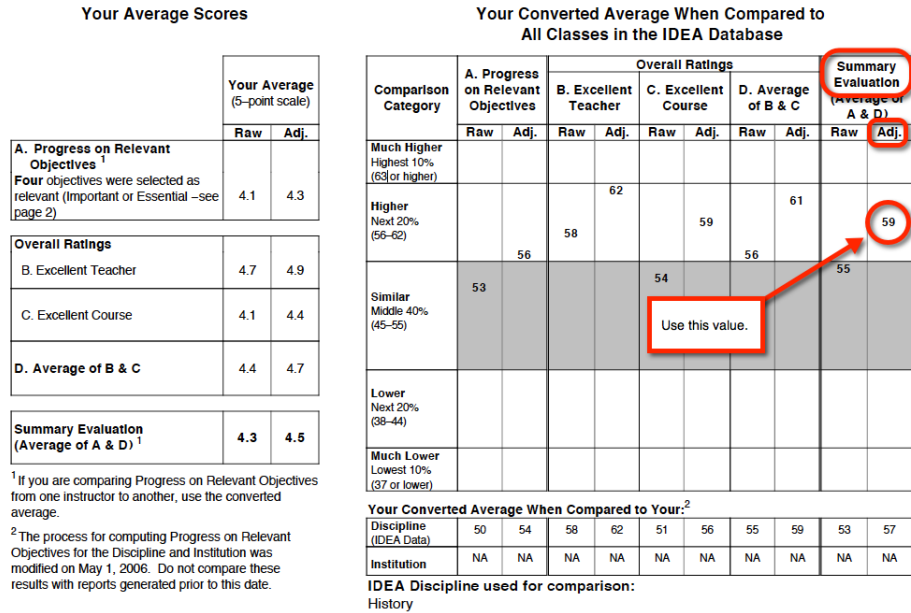 Your Average Scores
Your Average
(5–point scale)
Raw Adj.
A. Progress on Relevant
Objectives 1
Four objectives were selected as
relevant (Important or Essential –see
page 2)
4.1 4.3
Overall Ratings
B. Excellent Teacher 4.7 4.9
C. Excellent Course 4.1 4.4
D. Average of B & C 4.4 4.7
Summary Evaluation
(Average of A & D) 1
4.3 4.5
1 If you are comparing Progress on Relevant Objectives
from one instructor to another, use the converted
average.
2 The process for computing Progress on Relevant
Objectives for the Discipline and Institution was
modified on May 1, 2006. Do not compare these
results with reports generated prior to this date.
Your Converted Average When Compared to
All Classes in the IDEA Database
Comparison
Category
A. Progress
on Relevant
Objectives
Overall Ratings
B. Excellent
Teacher
C. Excellent
Course
D. Average
of B & C
Summary
Evaluation
(Average of
A & D)
Raw Adj. Raw Adj. Raw Adj. Raw Adj. Raw Adj.
Much Higher
Highest 10%
(63 or higher)
Higher
Next 20%
(56–62)
56 58 62 59 56 61 59
Similar
Middle 40%
(45–55)
53 54 55
Use this value.
Lower
Next 20%
(38–44)
Much Lower
Lowest 10%
(37 or lower)
Your Converted Average When Compared to Your:2
Discipline
(IDEA Data)
50 54 58 62 51 56 55 59 53 57
Institution NA NA NA NA NA NA NA NA NA NA
IDEA Discipline used for comparison:
History